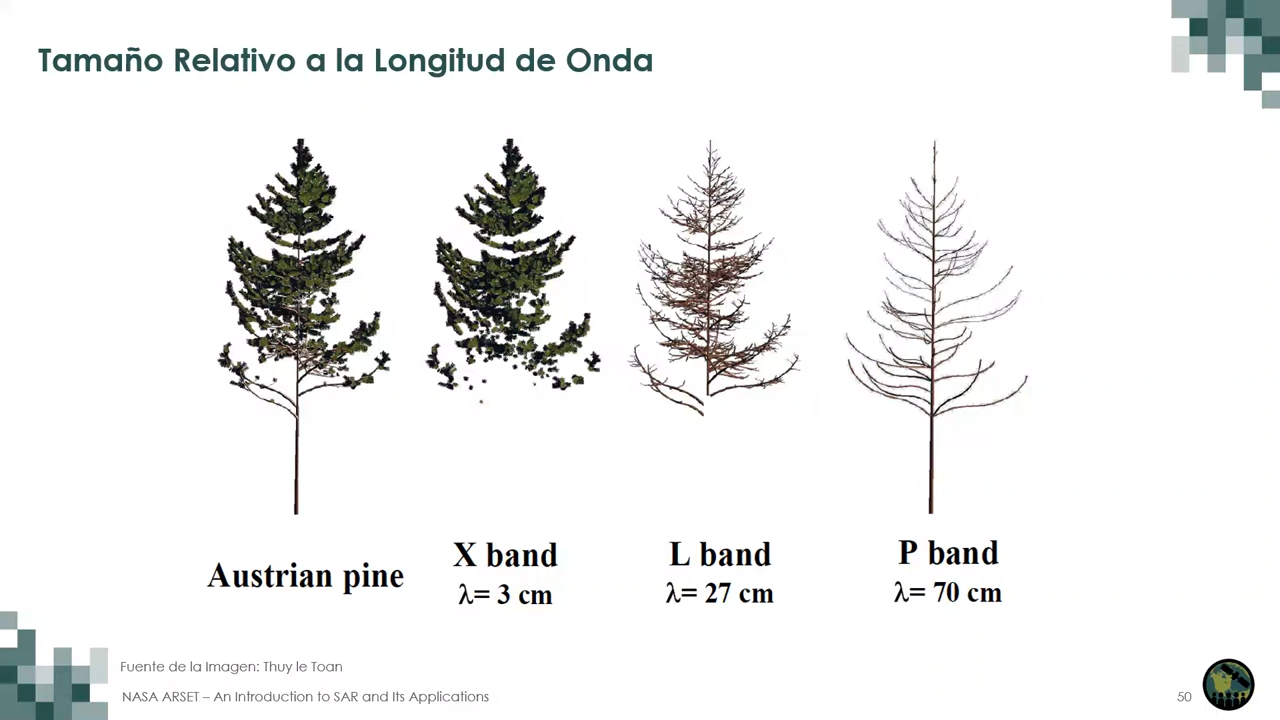 Tamaño Relativo a la Longitud de Onda
Austrian pine
X band
λ= 3 cm
L band
λ= 27 cm
P band
λ= 70 cm
Fuente de la Imagen: Thuy le Toan
NASA ARSET – An Introduction to SAR and Its Applications
50